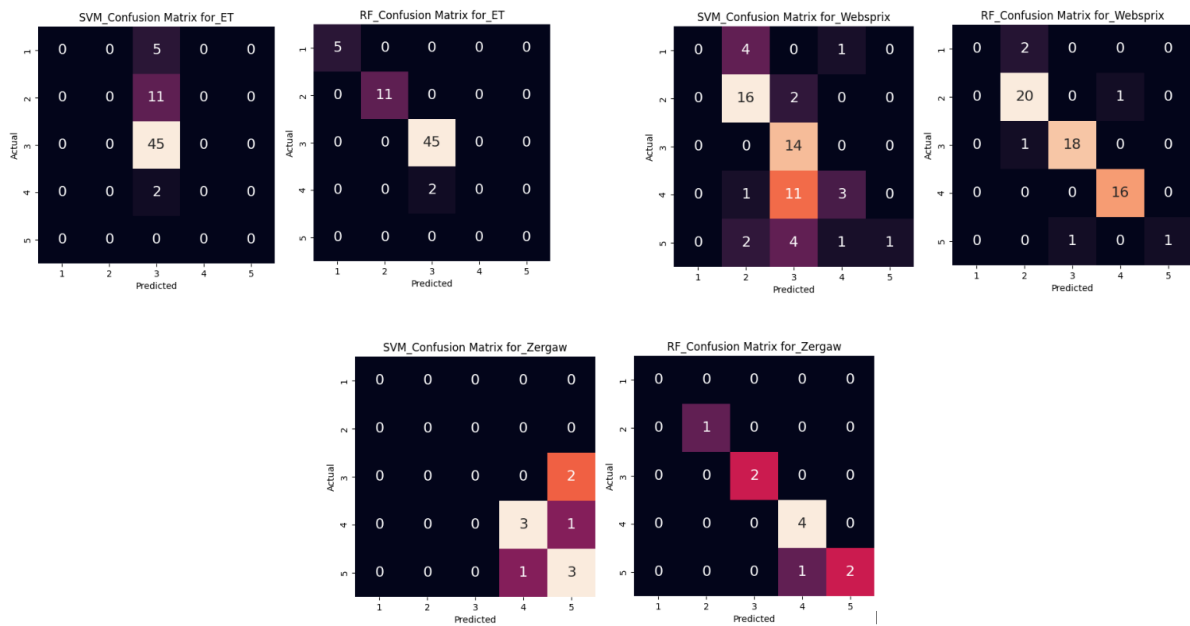 SVM_Confusion Matrix for_ET
1 0 0 5 0 0
2 0 0 11 0 0
3 0 0 45 0 0
4 0 0 2 0 0
5 0 0 0 0 0
1 2 3 4 5
Predicted
Actual
RF_Confusion Matrix for_ET
1 5 0 0 0 0
2 0 11 0 0 0
3 0 0 45 0 0
4 0 0 2 0 0
5 0 0 0 0 0
1 2 3 4 5
Predicted
Actual
SVM_Confusion Matrix for_Websprix
1 0 4 0 1 0
2 0 16 2 0 0
3 0 0 14 0 0
4 0 1 11 3 0
5 0 2 4 1 1
1 2 3 4 5
Predicted
Actual
RF_Confusion Matrix for_Websprix
1 0 2 0 0 0
2 0 20 0 1 0
3 0 1 18 0 0
4 0 0 0 16 0
5 0 0 1 0 1
1 2 3 4 5
Predicted
Actual
SVM_Confusion Matrix for_Zergaw
1 0 0 0 0 0
2 0 0 0 0 0
3 0 0 0 0 2
4 0 0 0 3 1
5 0 0 0 1 3
1 2 3 4 5
Predicted
Actual
RF_Confusion Matrix for_Zergaw
1 0 0 0 0 0
2 0 1 0 0 0
3 0 0 2 0 0
4 0 0 0 4 0
5 0 0 0 1 2
1 2 3 4 5
Predicted
Actual